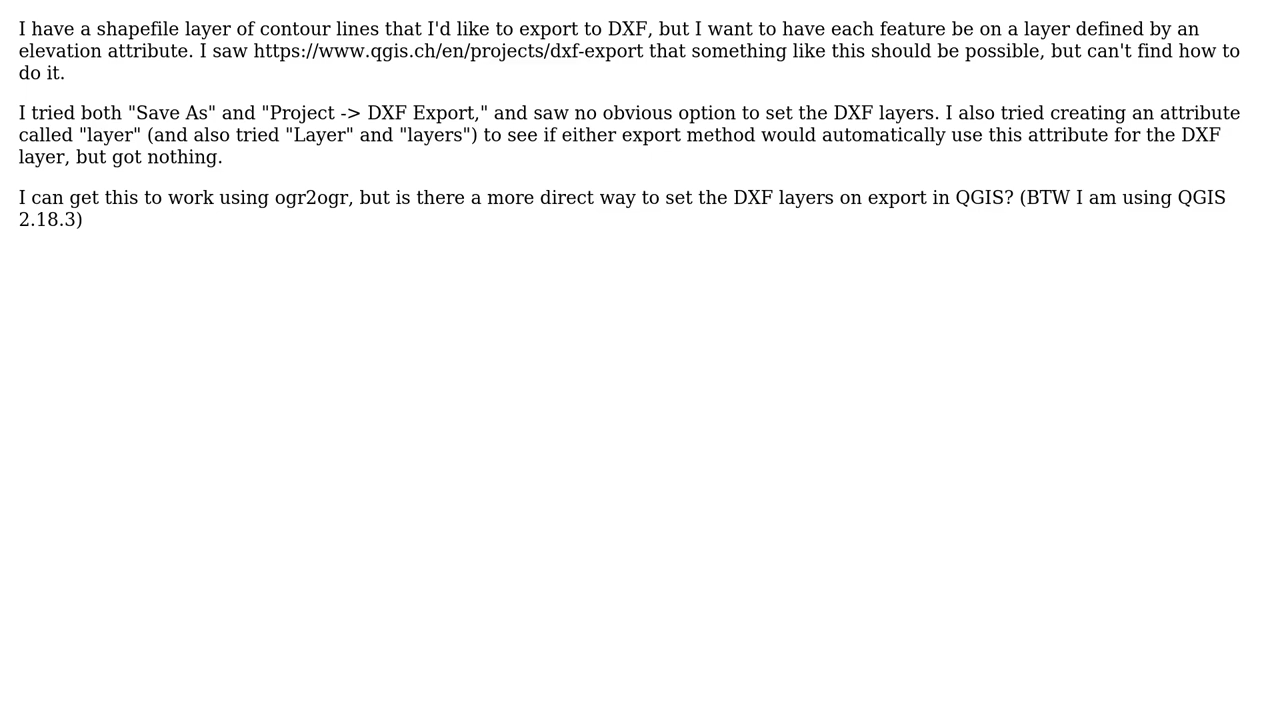 I have a shapefile layer of contour lines that I'd like to export to DXF, but I want to have each feature be on a layer defined by an
elevation attribute. I saw https://www.qgis.ch/en/projects/dxf-export that something like this should be possible, but can't find how to
do it.
I tried both "Save As" and "Project -> DXF Export," and saw no obvious option to set the DXF layers. I also tried creating an attribute
called "layer" (and also tried "Layer" and "layers") to see if either export method would automatically use this attribute for the DXF
layer, but got nothing.
I can get this to work using ogr2ogr, but is there a more direct way to set the DXF layers on export in QGIS? (BTW I am using QGIS
2.18.3)